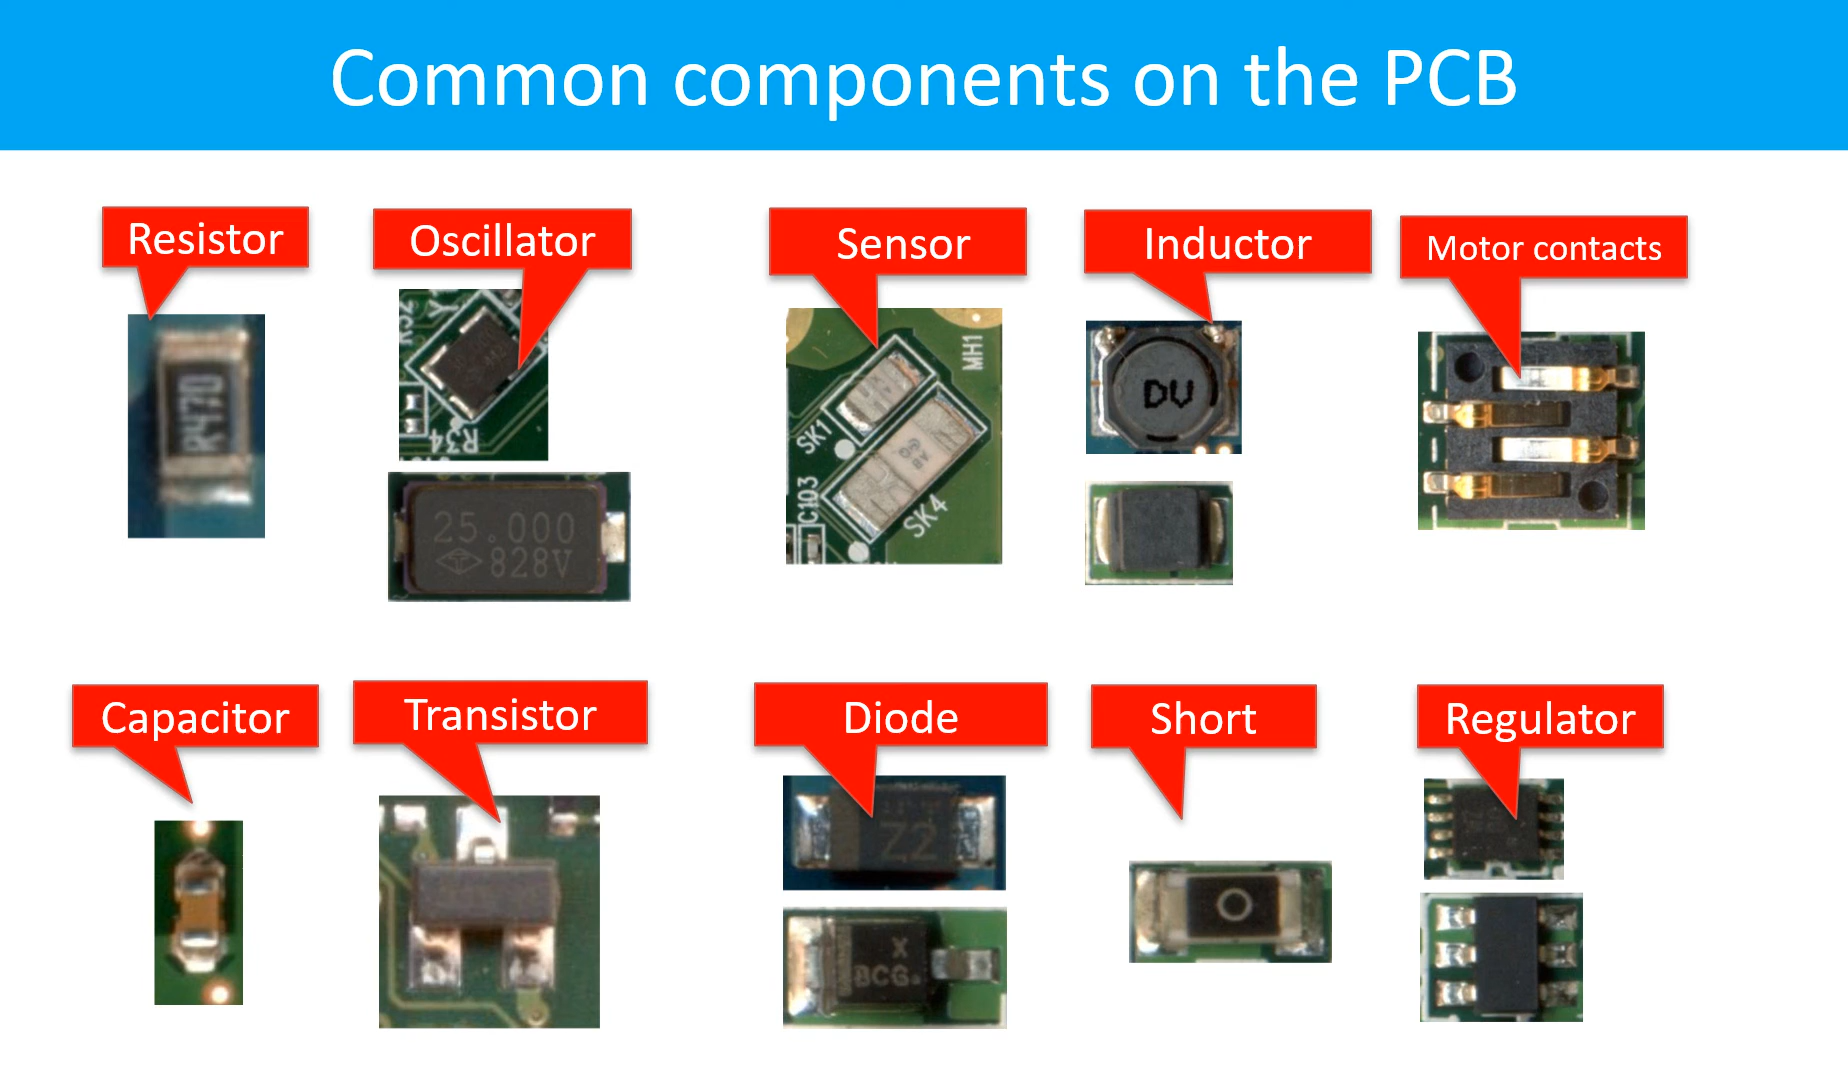 Common components on the PCB
Resistor
Oscillator
Sensor
Inductor
Motor contacts
R470
R34
25.000
828V
MH1
SK1
SK4
C103
DU
Capacitor
Transistor
Diode
Short
Regulator
Z2
X
BCG
0